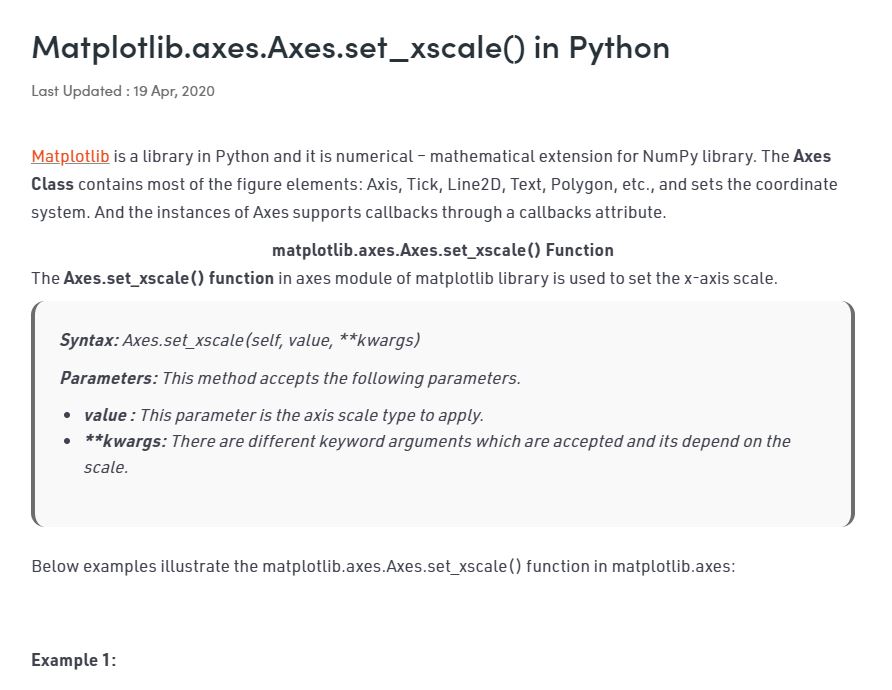 Matplotlib.axes.Axes.set_xscale() in Python
Last Updated : 19 Apr, 2020
Matplotlib is a library in Python and it is numerical – mathematical extension for NumPy library. The Axes
Class contains most of the figure elements: Axis, Tick, Line2D, Text, Polygon, etc., and sets the coordinate
system. And the instances of Axes supports callbacks through a callbacks attribute.
matplotlib.axes.Axes.set_xscale() Function
The Axes.set_xscale() function in axes module of matplotlib library is used to set the x-axis scale.
Syntax: Axes.set_xscale(self, value, **kwargs)
Parameters: This method accepts the following parameters.
• value : This parameter is the axis scale type to apply.
• **kwargs: There are different keyword arguments which are accepted and its depend on the
scale.
Below examples illustrate the matplotlib.axes.Axes.set_xscale() function in matplotlib.axes:
Example 1: